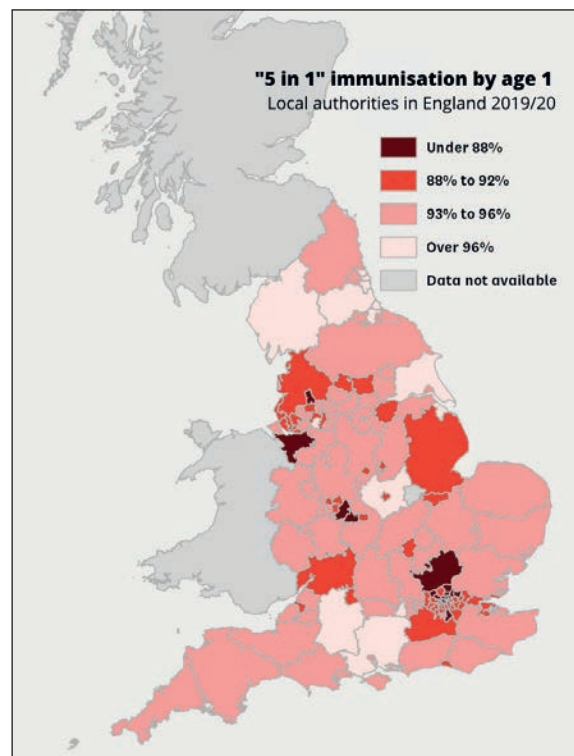 "5 in 1" immunisation by age 1
Local authorities in England 2019/20
Under 88%
88% to 92%
93% to 96%
Over 96%
Data not available